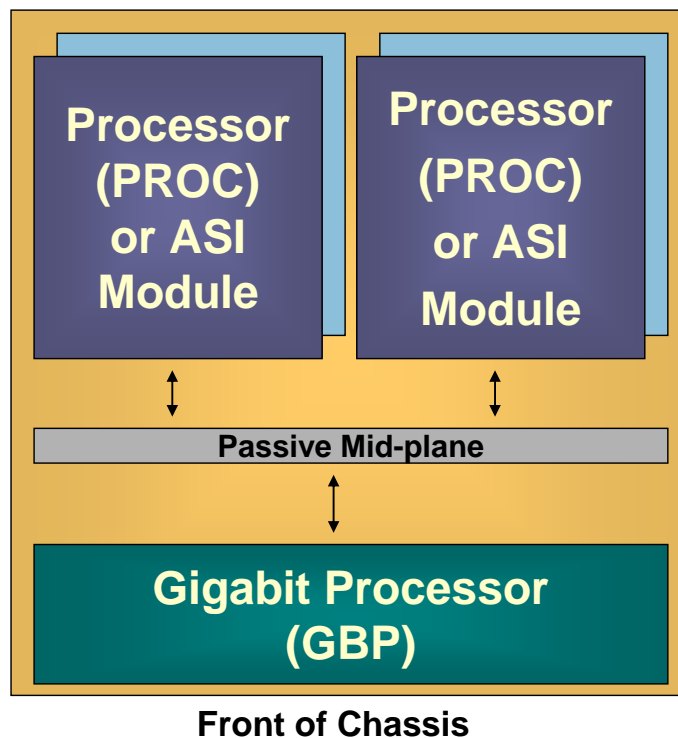 Processor
(PROC)
or ASI
Module
Processor
(PROC)
or ASI
Module
Passive Mid-plane
Gigabit Processor
(GBP)
Front of Chassis